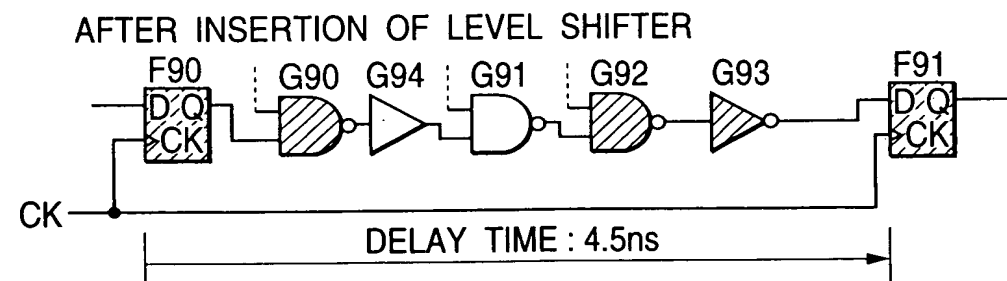 AFTER INSERTION OF LEVEL SHIFTER
F90 G90 G94 G91 G92 G93 F91
D Q D Q
CK CK
CK
DELAY TIME : 4.5ns